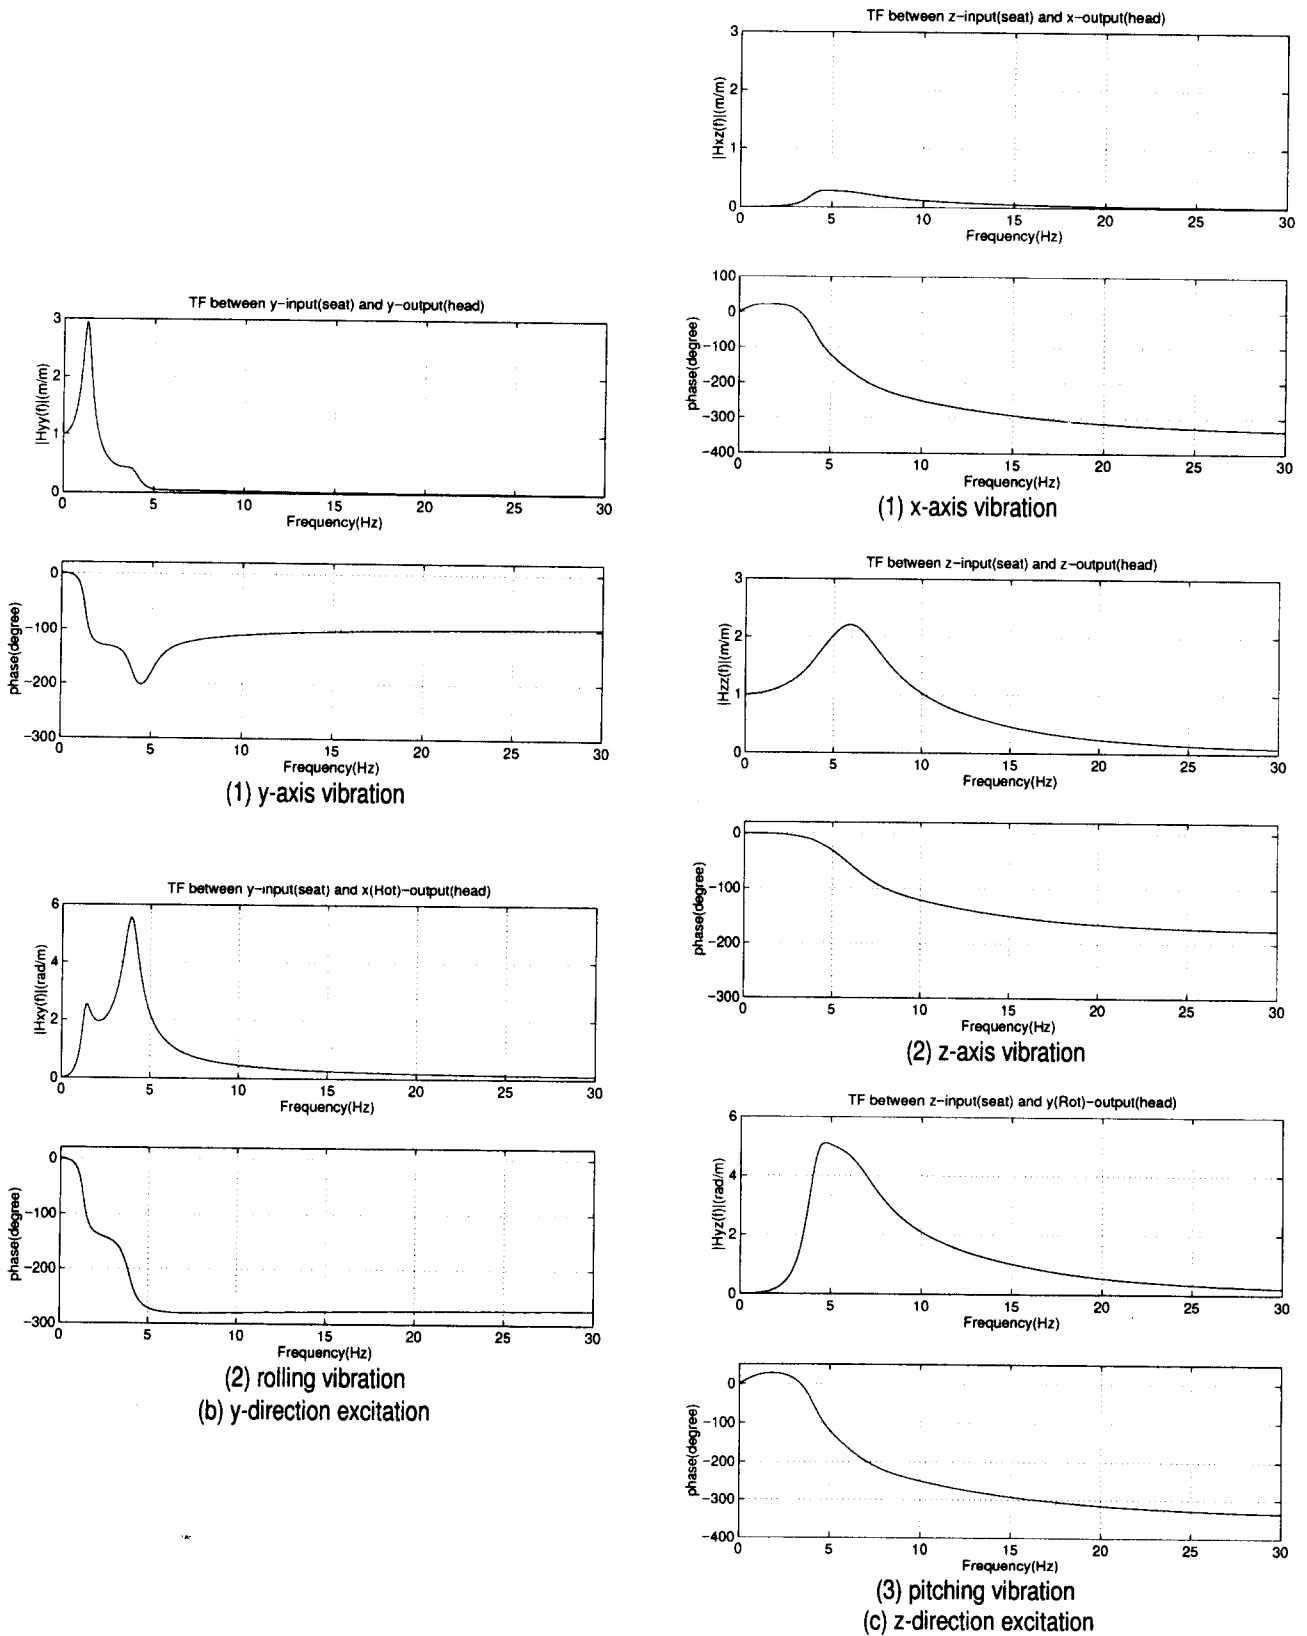 TF between y-input(seat) and y-output(head)
|Hyy(f)|(m/m)
3
2
1
0
0 5 10 15 20 25 30
Frequency(Hz)
phase(degree)
0
-100
-200
-300
0 5 10 15 20 25 30
Frequency(Hz)
(1) y-axis vibration
TF between y-input(seat) and x(Hot)-output(head)
|Hxy(f)|(rad/m)
6
4
2
0
0 5 10 15 20 25 30
Frequency(Hz)
phase(degree)
0
-100
-200
-300
0 5 10 15 20 25 30
Frequency(Hz)
(2) rolling vibration
(b) y-direction excitation
TF between z-input(seat) and x-output(head)
|Hxz(f)|(m/m)
3
2
1
0
0 5 10 15 20 25 30
Frequency(Hz)
phase(degree)
100
0
-100
-200
-300
-400
0 5 10 15 20 25 30
Frequency(Hz)
(1) x-axis vibration
TF between z-input(seat) and z-output(head)
|Hzz(f)|(m/m)
3
2
1
0
0 5 10 15 20 25 30
Frequency(Hz)
phase(degree)
0
-100
-200
-300
0 5 10 15 20 25 30
Frequency(Hz)
(2) z-axis vibration
TF between z-input(seat) and y(Rot)-output(head)
|Hyz(f)|(rad/m)
6
4
2
0
0 5 10 15 20 25 30
Frequency(Hz)
phase(degree)
0
-100
-200
-300
-400
0 5 10 15 20 25 30
Frequency(Hz)
(3) pitching vibration
(c) z-direction excitation